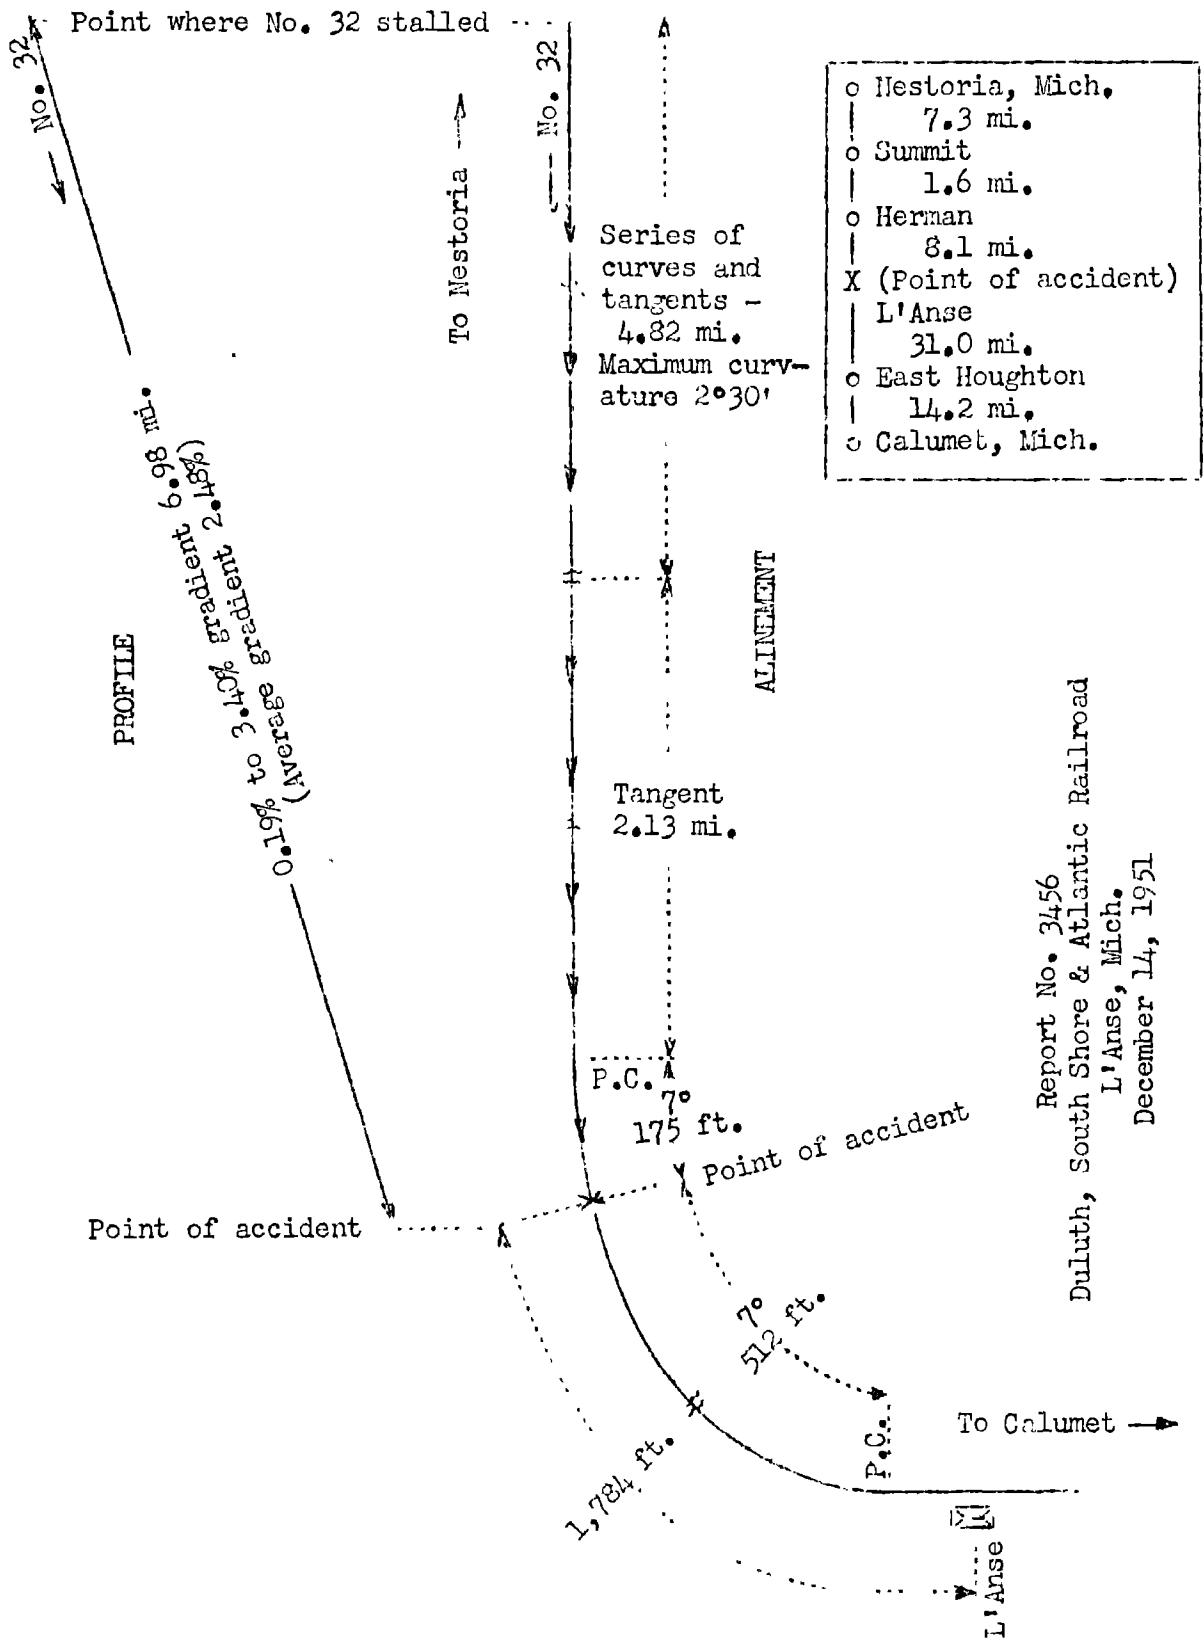 Point where No. 32 stalled
No. 32
No. 32
To Nestoria
Series of
curves and
tangents -
4.82 mi.
Maximum curv-
ature 2°30'
Nestoria, Mich.
7.3 mi.
Summit
1.6 mi.
Herman
8.1 mi.
X (Point of accident)
L'Anse
31.0 mi.
East Houghton
14.2 mi.
Calumet, Mich.
PROFILE
0.19% to 3.40% gradient 6.98 mi.
(Average gradient 2.48%)
ALINEMENT
Tangent
2.13 mi.
P.C.
7°
175 ft.
Point of accident
Point of accident
7°
512 ft.
P.C.
To Calumet
1,784 ft.
L'Anse
Report No. 3456
Duluth, South Shore & Atlantic Railroad
L'Anse, Mich.
December 14, 1951